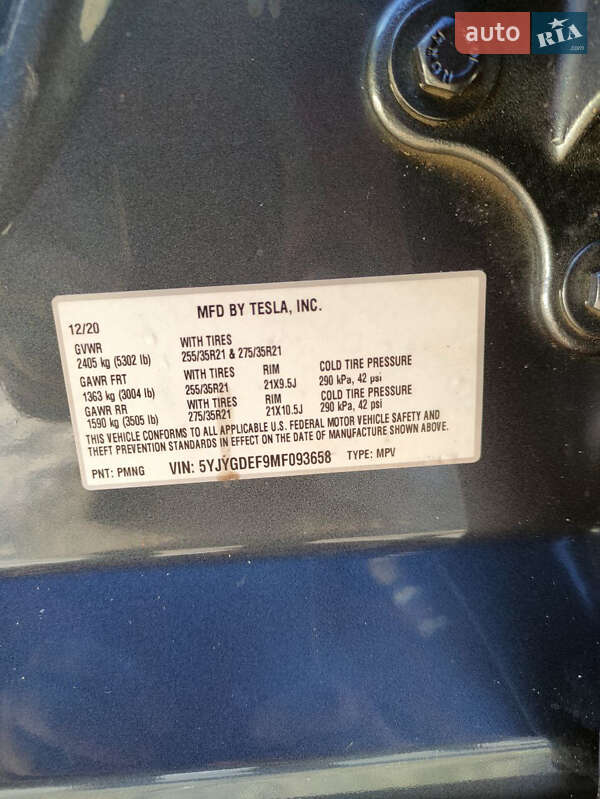 auto RIA .com
MFD BY TESLA, INC.
12/20
GVWR WITH TIRES
2405 kg (5302 lb) 255/35R21 & 275/35R21
GAWR FRT WITH TIRES RIM COLD TIRE PRESSURE
1363 kg (3004 lb) 255/35R21 21X9.5J 290 kPa, 42 psi
GAWR RR WITH TIRES RIM COLD TIRE PRESSURE
1590 kg (3505 lb) 275/35R21 21X10.5J 290 kPa, 42 psi
THIS VEHICLE CONFORMS TO ALL APPLICABLE U.S. FEDERAL MOTOR VEHICLE SAFETY AND
THEFT PREVENTION STANDARDS IN EFFECT ON THE DATE OF MANUFACTURE SHOWN ABOVE.
PNT: PMNG VIN: 5YJYGDEF9MF093658 TYPE: MPV